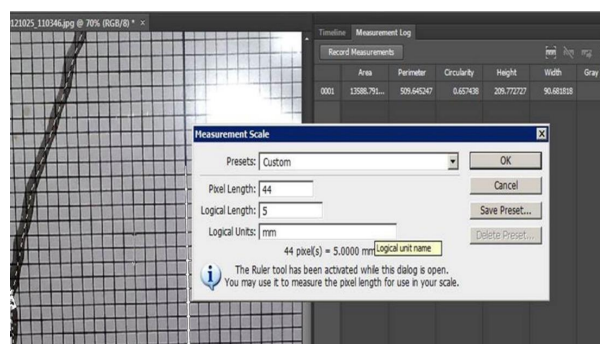 121025_110346.jpg @ 70% (RGB/8) * ×
Timeline Measurement Log
Record Measurements
Area Perimeter Circularity Height Width Gray
0001 13588.791... 509.645247 0.657438 209.772727 90.681818
Measurement Scale
Presets: Custom
OK
Pixel Length: 44
Cancel
Logical Length: 5
Save Preset...
Logical Units: mm
Delete Preset...
44 pixel(s) = 5.0000 mm
Logical unit name
The Ruler tool has been activated while this dialog is open.
You may use it to measure the pixel length for use in your scale.